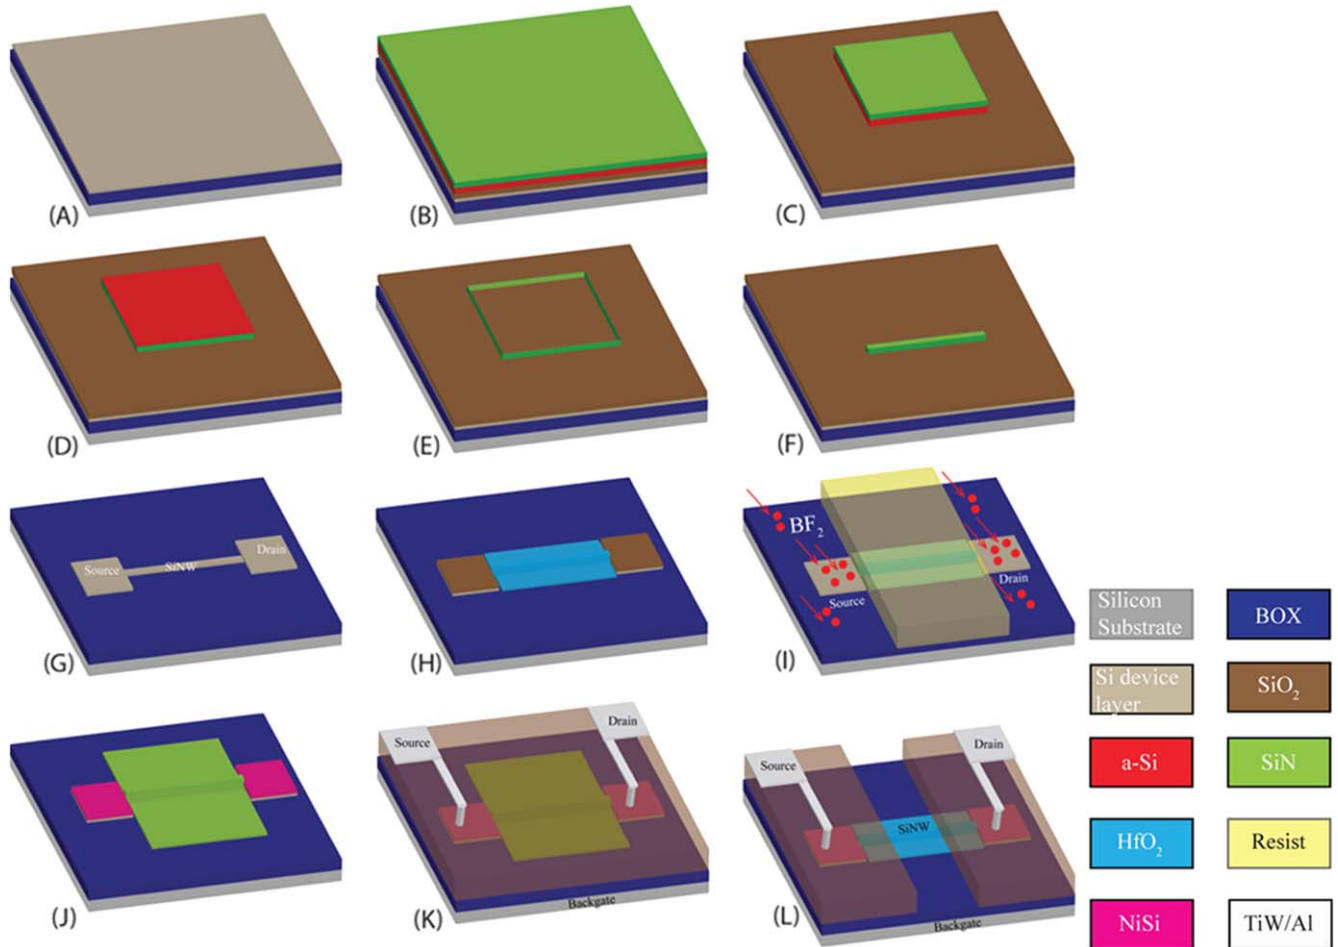 (A)
(B)
(C)
(D)
(E)
(F)
Source
SiNW
Drain
(G)
(H)
BF2
Source
Drain
(I)
(J)
Source
Drain
Backgate
(K)
Source
Drain
SiNW
Backgate
(L)
Silicon
Substrate
BOX
Si device
layer
SiO2
a-Si
SiN
HfO2
Resist
NiSi
TiW/Al